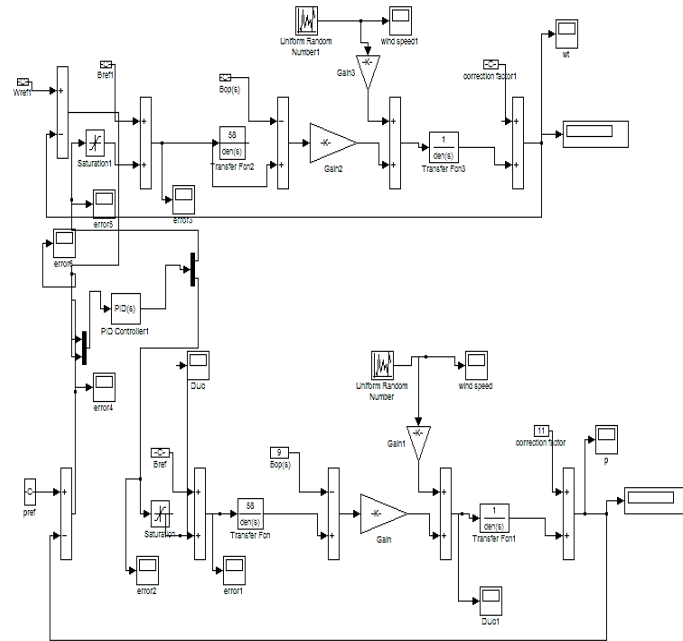 Uniform Random
Number1
wind speed1
wt
-K-
Gain3
-C-
correction factor1
-C-
Wref1
-C-
Bref1
-C-
Bop(s)
+
−
+
+
Saturation1
58
den(s)
Transfer Fcn2
−
+
-K-
Gain2
+
+
1
den(s)
Transfer Fcn3
+
+
error5
error3
error6
PID(s)
PID Controller1
error4
DUo
Uniform Random
Number
wind speed
-K-
Gain1
-C-
Bref
9
Bop(s)
11
correction factor
p
-C-
pref
+
−
+
+
Saturation
58
den(s)
Transfer Fcn
−
+
-K-
Gain
+
+
1
den(s)
Transfer Fcn1
+
+
error2
error1
DUo1